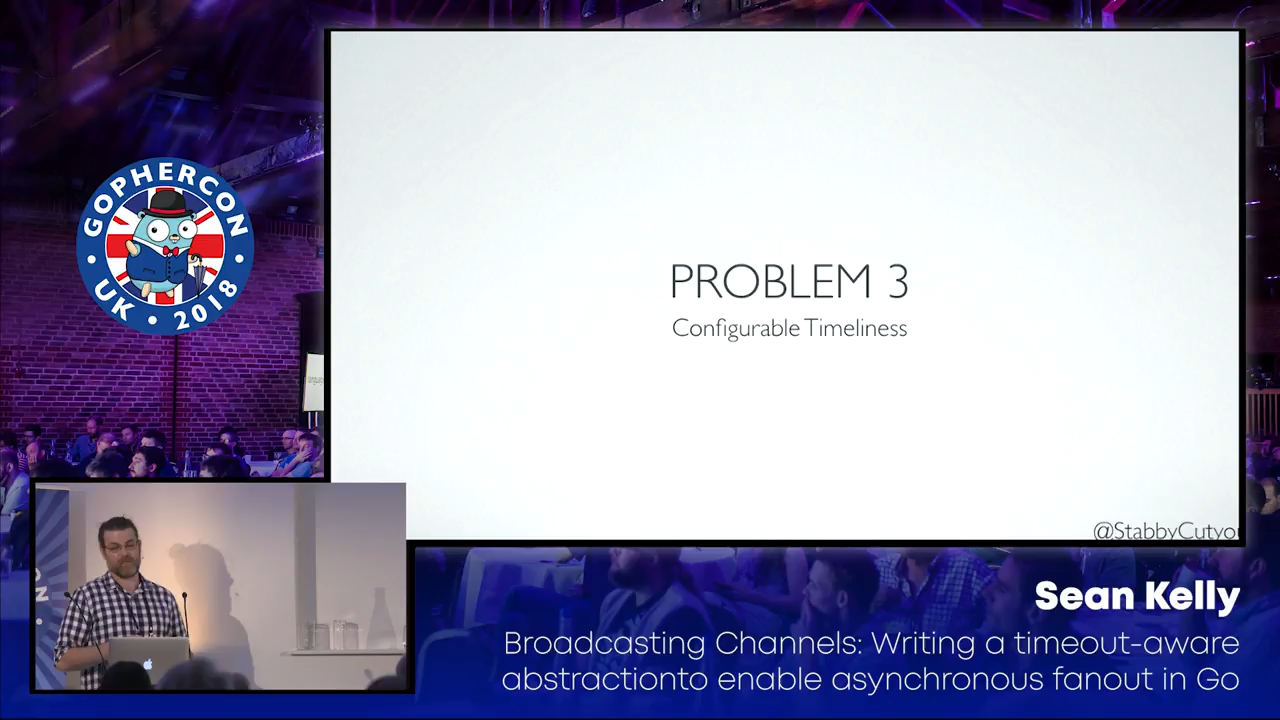 GOPHERCON
UK • 2018
PROBLEM 3
Configurable Timeliness
@StabbyCutyo
Sean Kelly
Broadcasting Channels: Writing a timeout-aware
abstractionto enable asynchronous fanout in Go